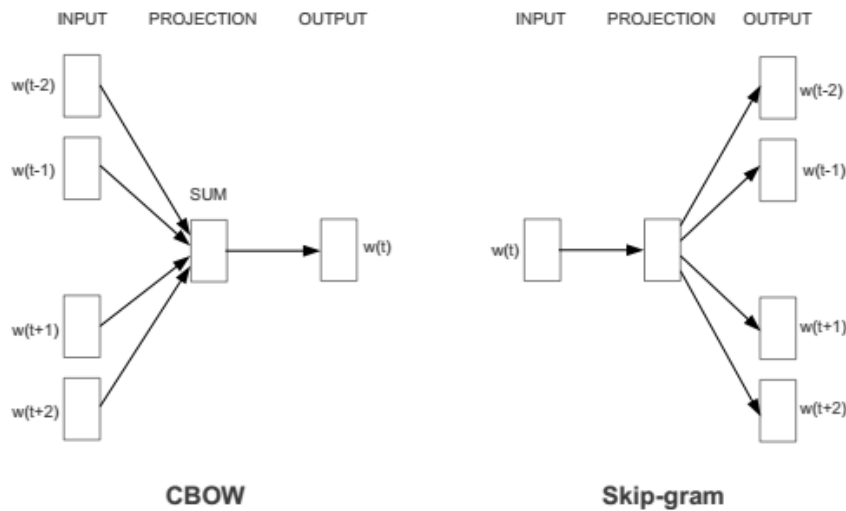 INPUT PROJECTION OUTPUT
w(t-2)
w(t-1)
SUM
w(t)
w(t+1)
w(t+2)
CBOW
INPUT PROJECTION OUTPUT
w(t-2)
w(t-1)
w(t)
w(t+1)
w(t+2)
Skip-gram